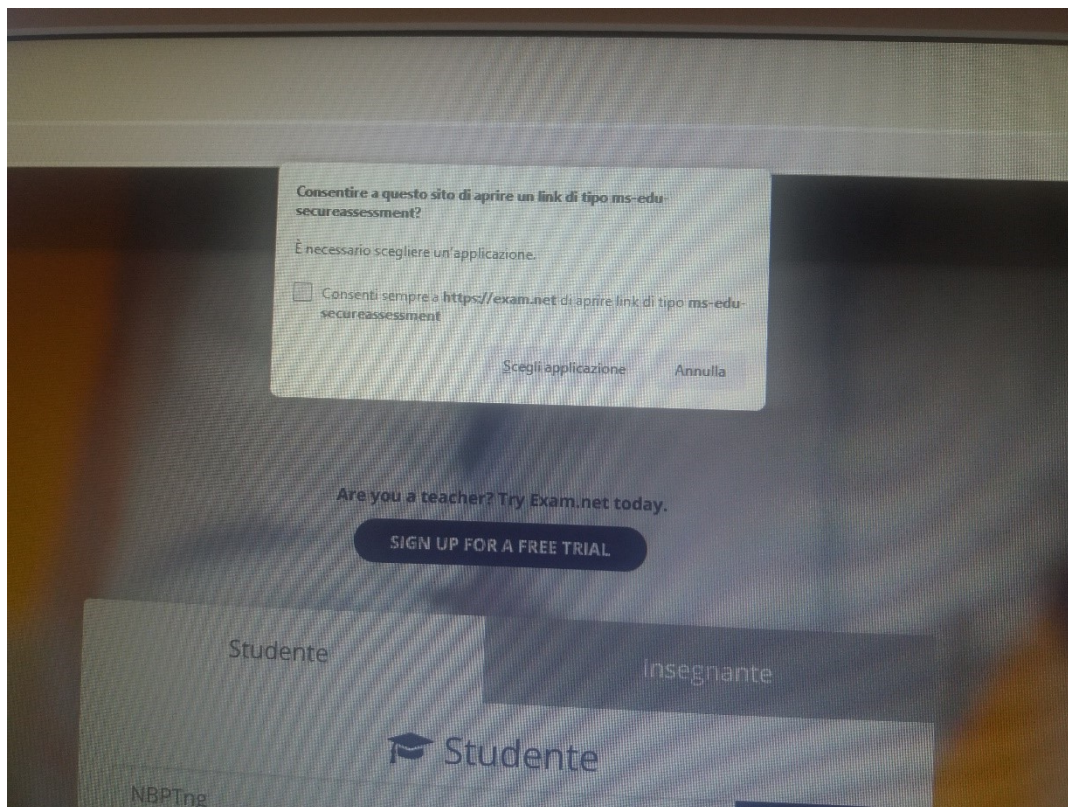 Consentire a questo sito di aprire un link di tipo ms-edu-
secureassessment?
È necessario scegliere un'applicazione.
Consenti sempre a https://exam.net di aprire link di tipo ms-edu-
secureassessment
Scegli applicazione Annulla
Are you a teacher? Try Exam.net today.
SIGN UP FOR A FREE TRIAL
Studente
Insegnante
Studente
NBPTng